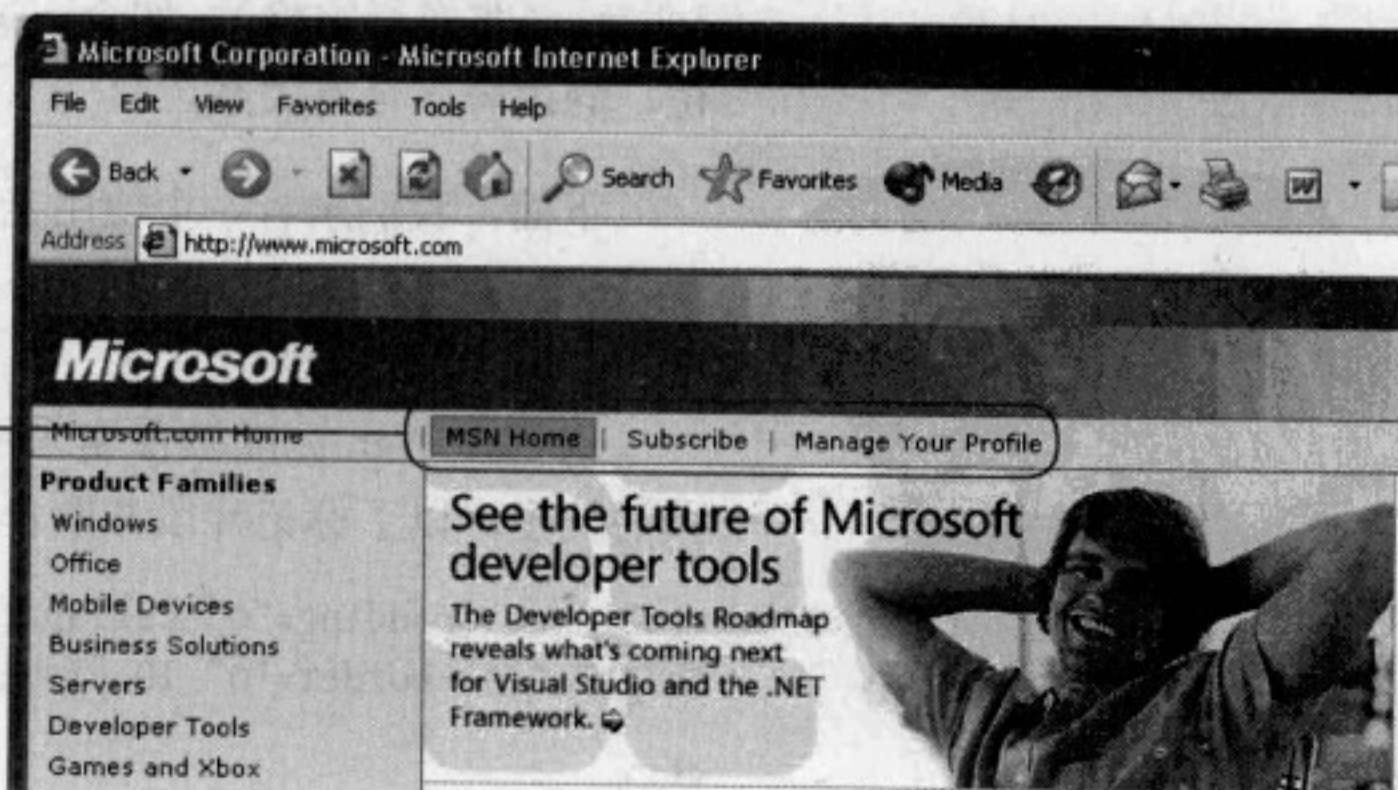 Microsoft Corporation - Microsoft Internet Explorer
File Edit View Favorites Tools Help
Back Search Favorites Media W
Address http://www.microsoft.com
Microsoft
Microsoft.com Home | MSN Home | Subscribe | Manage Your Profile
Product Families
Windows
Office
Mobile Devices
Business Solutions
Servers
Developer Tools
Games and Xbox
See the future of Microsoft
developer tools
The Developer Tools Roadmap
reveals what's coming next
for Visual Studio and the .NET
Framework.